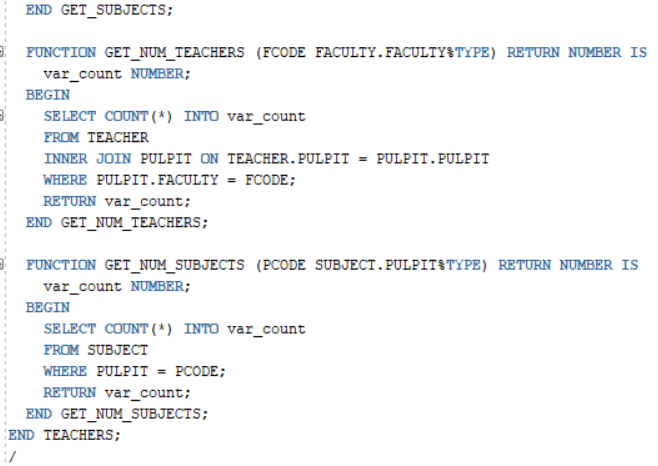 END GET_SUBJECTS;
FUNCTION GET_NUM_TEACHERS (FCODE FACULTY.FACULTY%TYPE) RETURN NUMBER IS
var_count NUMBER;
BEGIN
SELECT COUNT(*) INTO var_count
FROM TEACHER
INNER JOIN PULPIT ON TEACHER.PULPIT = PULPIT.PULPIT
WHERE PULPIT.FACULTY = FCODE;
RETURN var_count;
END GET_NUM_TEACHERS;
FUNCTION GET_NUM_SUBJECTS (PCODE SUBJECT.PULPIT%TYPE) RETURN NUMBER IS
var_count NUMBER;
BEGIN
SELECT COUNT(*) INTO var_count
FROM SUBJECT
WHERE PULPIT = PCODE;
RETURN var_count;
END GET_NUM_SUBJECTS;
END TEACHERS;
/